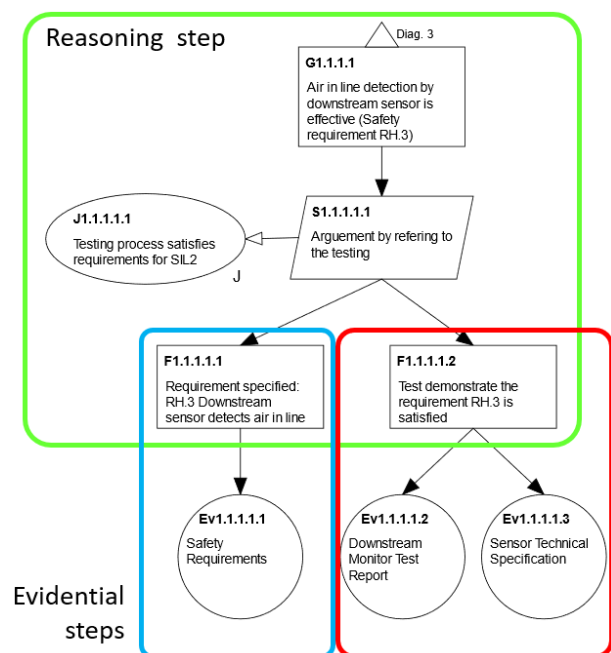 Reasoning step
Diag. 3
G1.1.1.1
Air in line detection by
downstream sensor is
effective (Safety
requirement RH.3)
J1.1.1.1.1
Testing process satisfies
requirements for SIL2
J
S1.1.1.1.1
Arguement by refering to
the testing
F1.1.1.1.1
Requirement specified:
RH.3 Downstream
sensor detects air in line
F1.1.1.1.2
Test demonstrate the
requirement RH.3 is
satisfied
Ev1.1.1.1.1
Safety
Requirements
Ev1.1.1.1.2
Downstream
Monitor Test
Report
Ev1.1.1.1.3
Sensor Technical
Specification
Evidential
steps